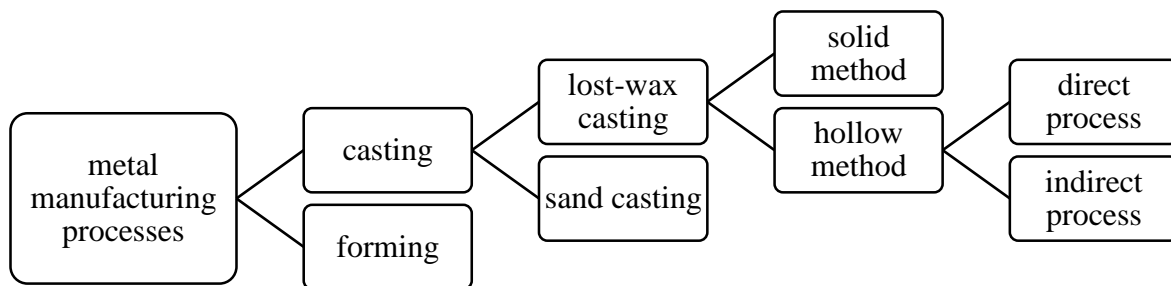 metal
manufacturing
processes
casting
forming
lost-wax
casting
sand casting
solid
method
hollow
method
direct
process
indirect
process